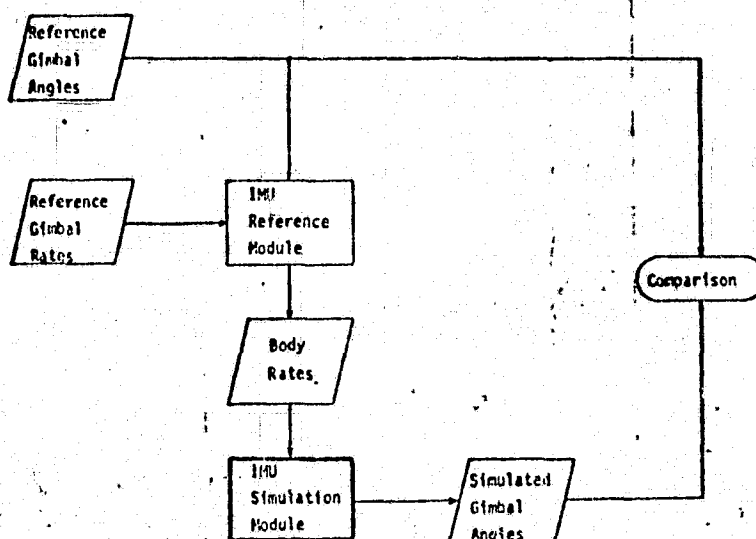 Reference
Gimbal
Angles
Reference
Gimbal
Rates
IMU
Reference
Module
Comparison
Body
Rates
IMU
Simulation
Module
Simulated
Gimbal
Angles